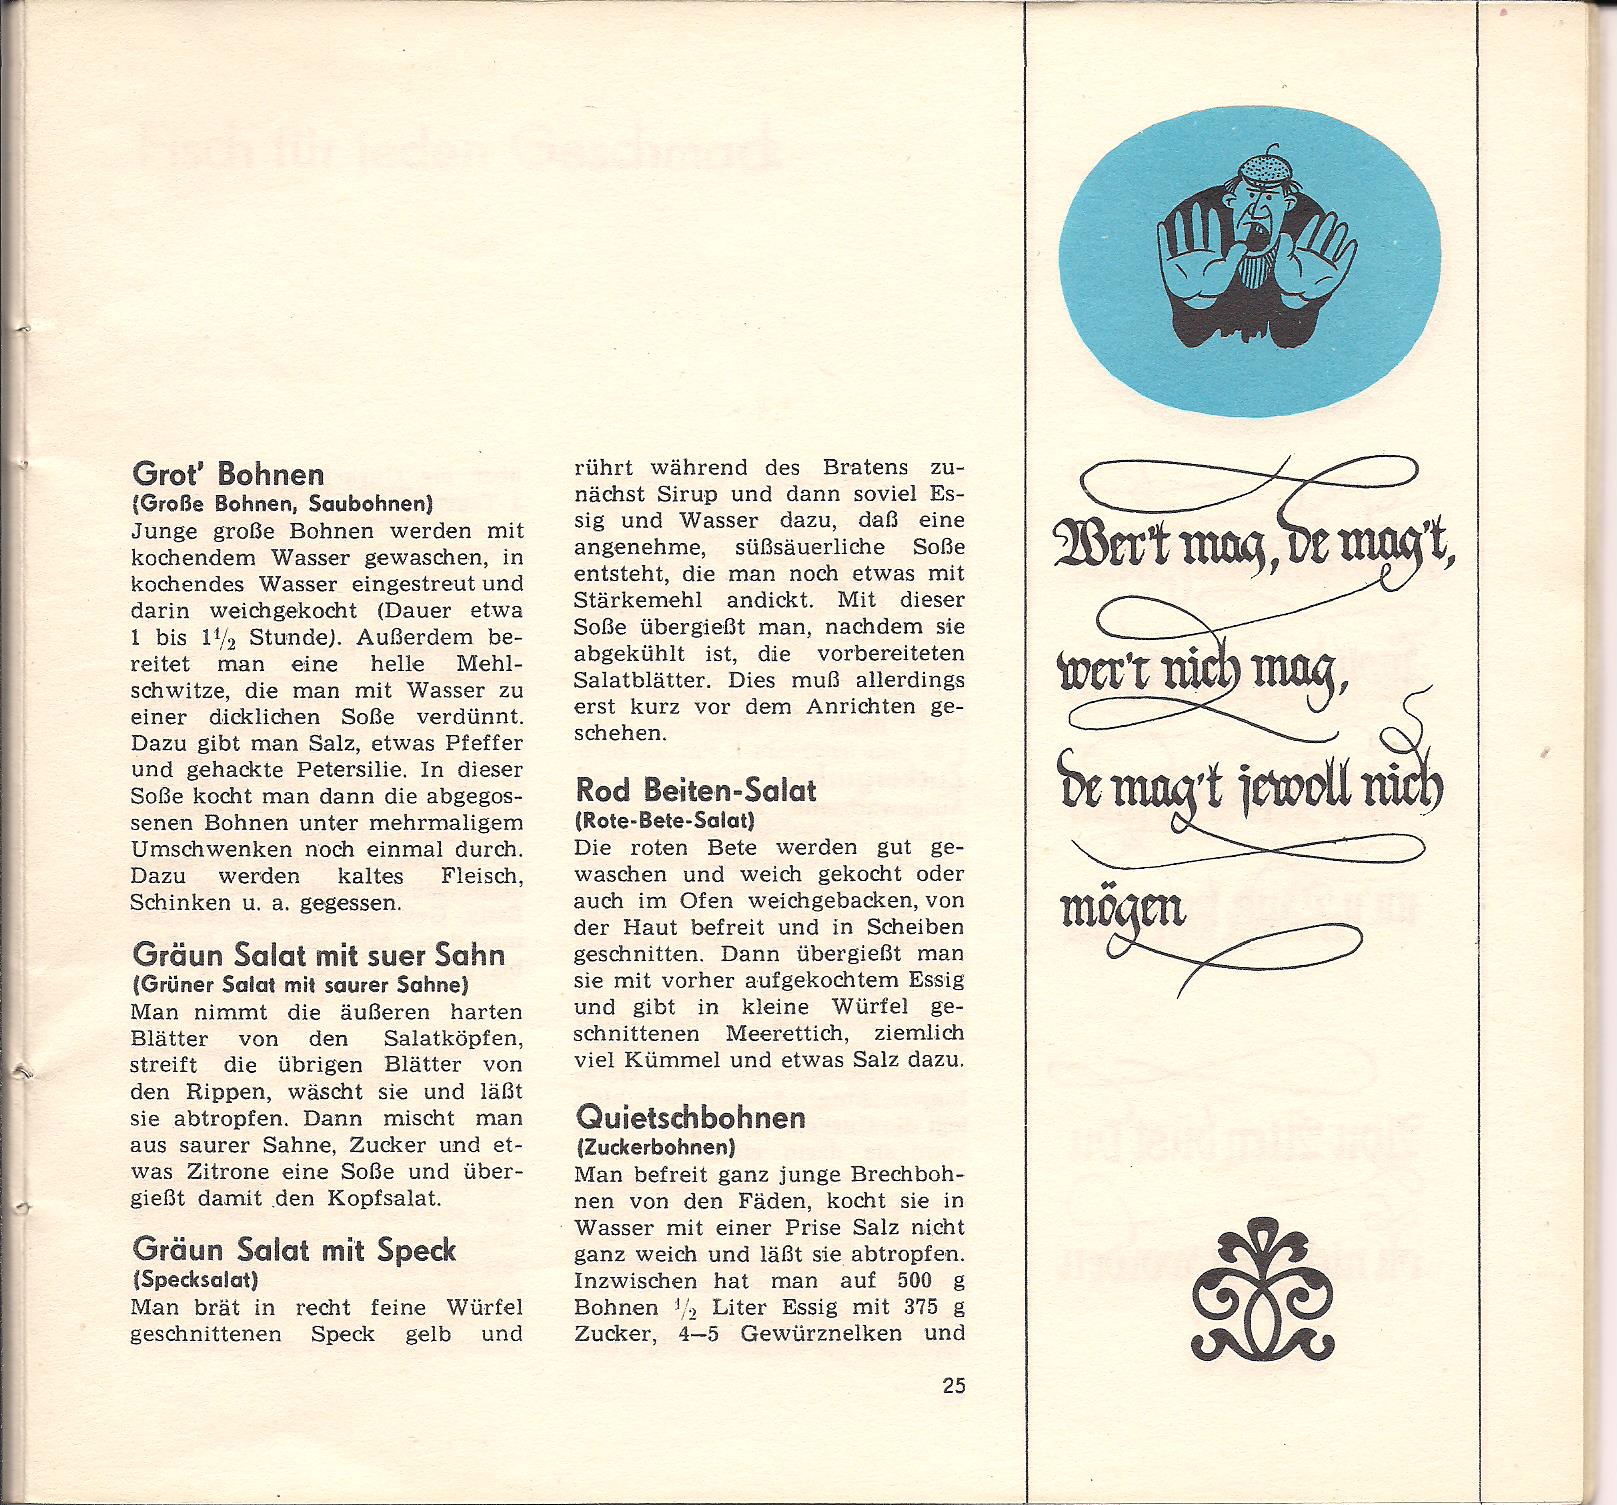 Grot' Bohnen
(Große Bohnen, Saubohnen)
Junge große Bohnen werden mit
kochendem Wasser gewaschen, in
kochendes Wasser eingestreut und
darin weichgekocht (Dauer etwa
1 bis 1½ Stunde). Außerdem be-
reitet man eine helle Mehl-
schwitze, die man mit Wasser zu
einer dicklichen Soße verdünnt.
Dazu gibt man Salz, etwas Pfeffer
und gehackte Petersilie. In dieser
Soße kocht man dann die abgegos-
senen Bohnen unter mehrmaligem
Umschwenken noch einmal durch.
Dazu werden kaltes Fleisch,
Schinken u. a. gegessen.
Gräun Salat mit suer Sahn
(Grüner Salat mit saurer Sahne)
Man nimmt die äußeren harten
Blätter von den Salatköpfen,
streift die übrigen Blätter von
den Rippen, wäscht sie und läßt
sie abtropfen. Dann mischt man
aus saurer Sahne, Zucker und et-
was Zitrone eine Soße und über-
gießt damit den Kopfsalat.
Gräun Salat mit Speck
(Specksalat)
Man brät in recht feine Würfel
geschnittenen Speck gelb und
rührt während des Bratens zu-
nächst Sirup und dann soviel Es-
sig und Wasser dazu, daß eine
angenehme, süßsäuerliche Soße
entsteht, die man noch etwas mit
Stärkemehl andickt. Mit dieser
Soße übergießt man, nachdem sie
abgekühlt ist, die vorbereiteten
Salatblätter. Dies muß allerdings
erst kurz vor dem Anrichten ge-
schehen.
Rod Beiten-Salat
(Rote-Bete-Salat)
Die roten Bete werden gut ge-
waschen und weich gekocht oder
auch im Ofen weichgebacken, von
der Haut befreit und in Scheiben
geschnitten. Dann übergießt man
sie mit vorher aufgekochtem Essig
und gibt in kleine Würfel ge-
schnittenen Meerettich, ziemlich
viel Kümmel und etwas Salz dazu.
Quietschbohnen
(Zuckerbohnen)
Man befreit ganz junge Brechboh-
nen von den Fäden, kocht sie in
Wasser mit einer Prise Salz nicht
ganz weich und läßt sie abtropfen.
Inzwischen hat man auf 500 g
Bohnen ½ Liter Essig mit 375 g
Zucker, 4—5 Gewürznelken und
25
Wer't mag, de mag't,
wer't nich mag,
de mag't jewoll nich
mögen